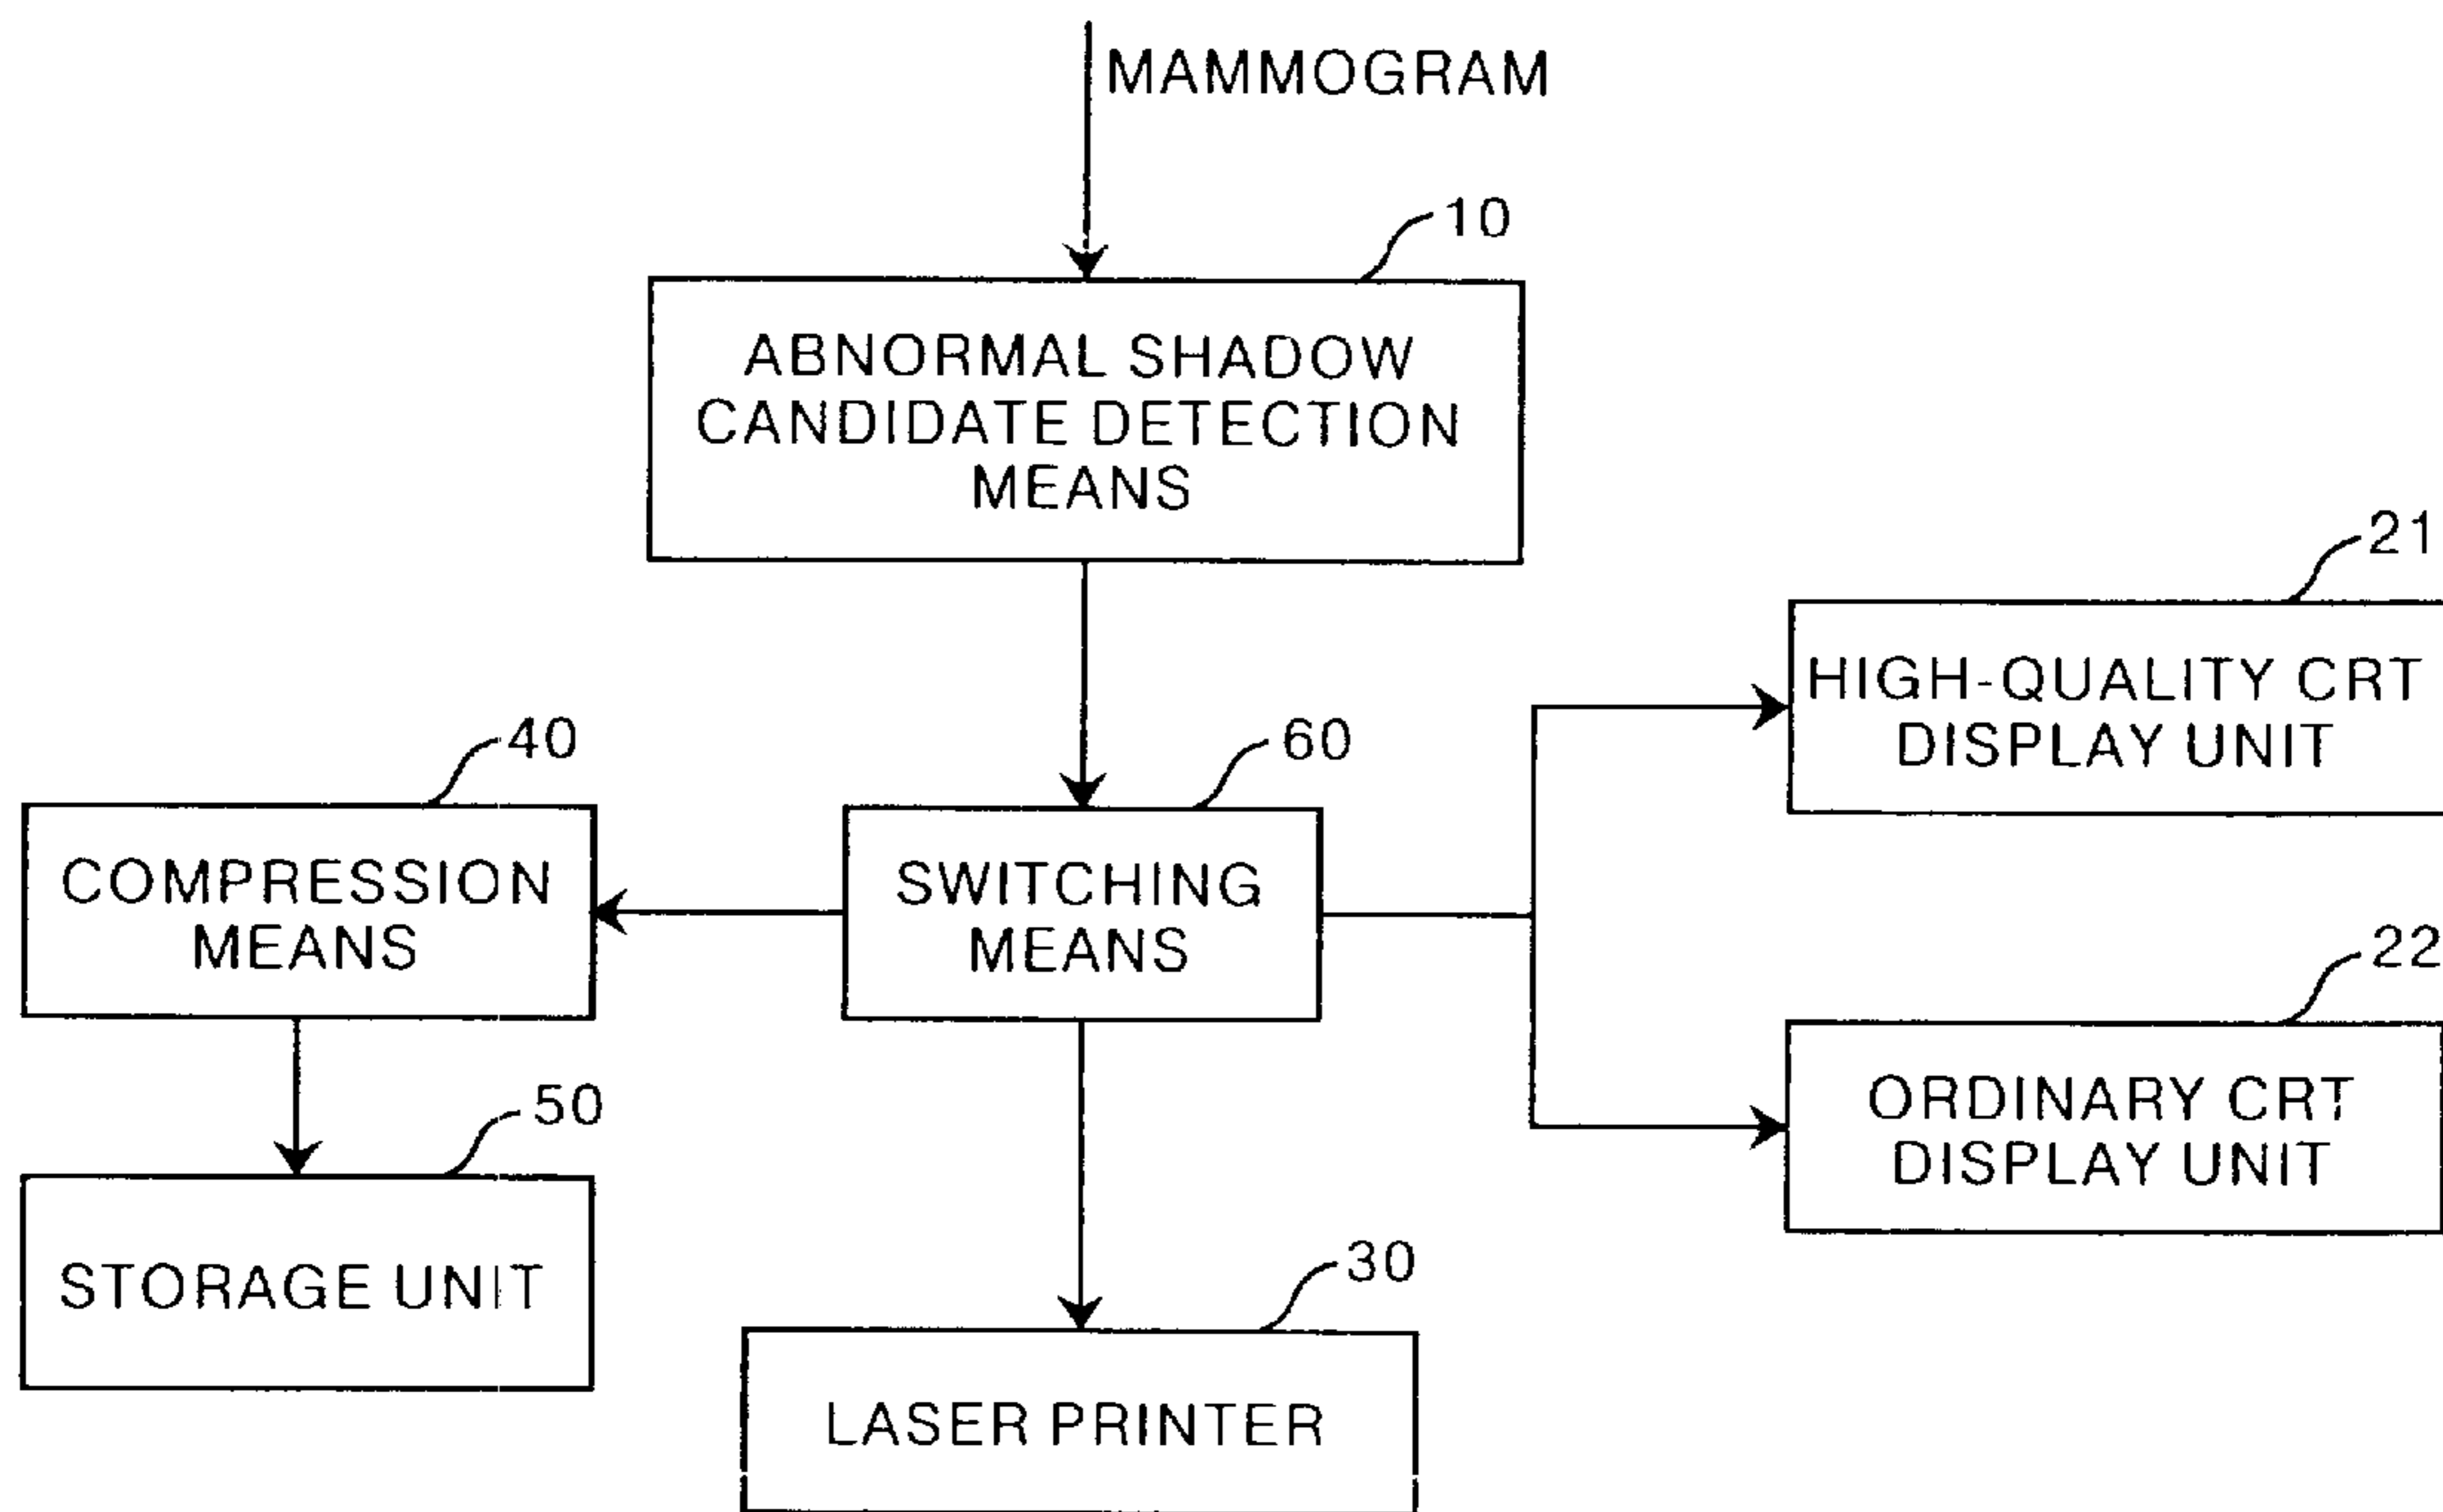 MAMMOGRAM
10
ABNORMAL SHADOW
CANDIDATE DETECTION
MEANS
21
HIGH-QUALITY CRT
DISPLAY UNIT
40
COMPRESSION
MEANS
60
SWITCHING
MEANS
22
ORDINARY CRT
DISPLAY UNIT
50
STORAGE UNIT
30
LASER PRINTER